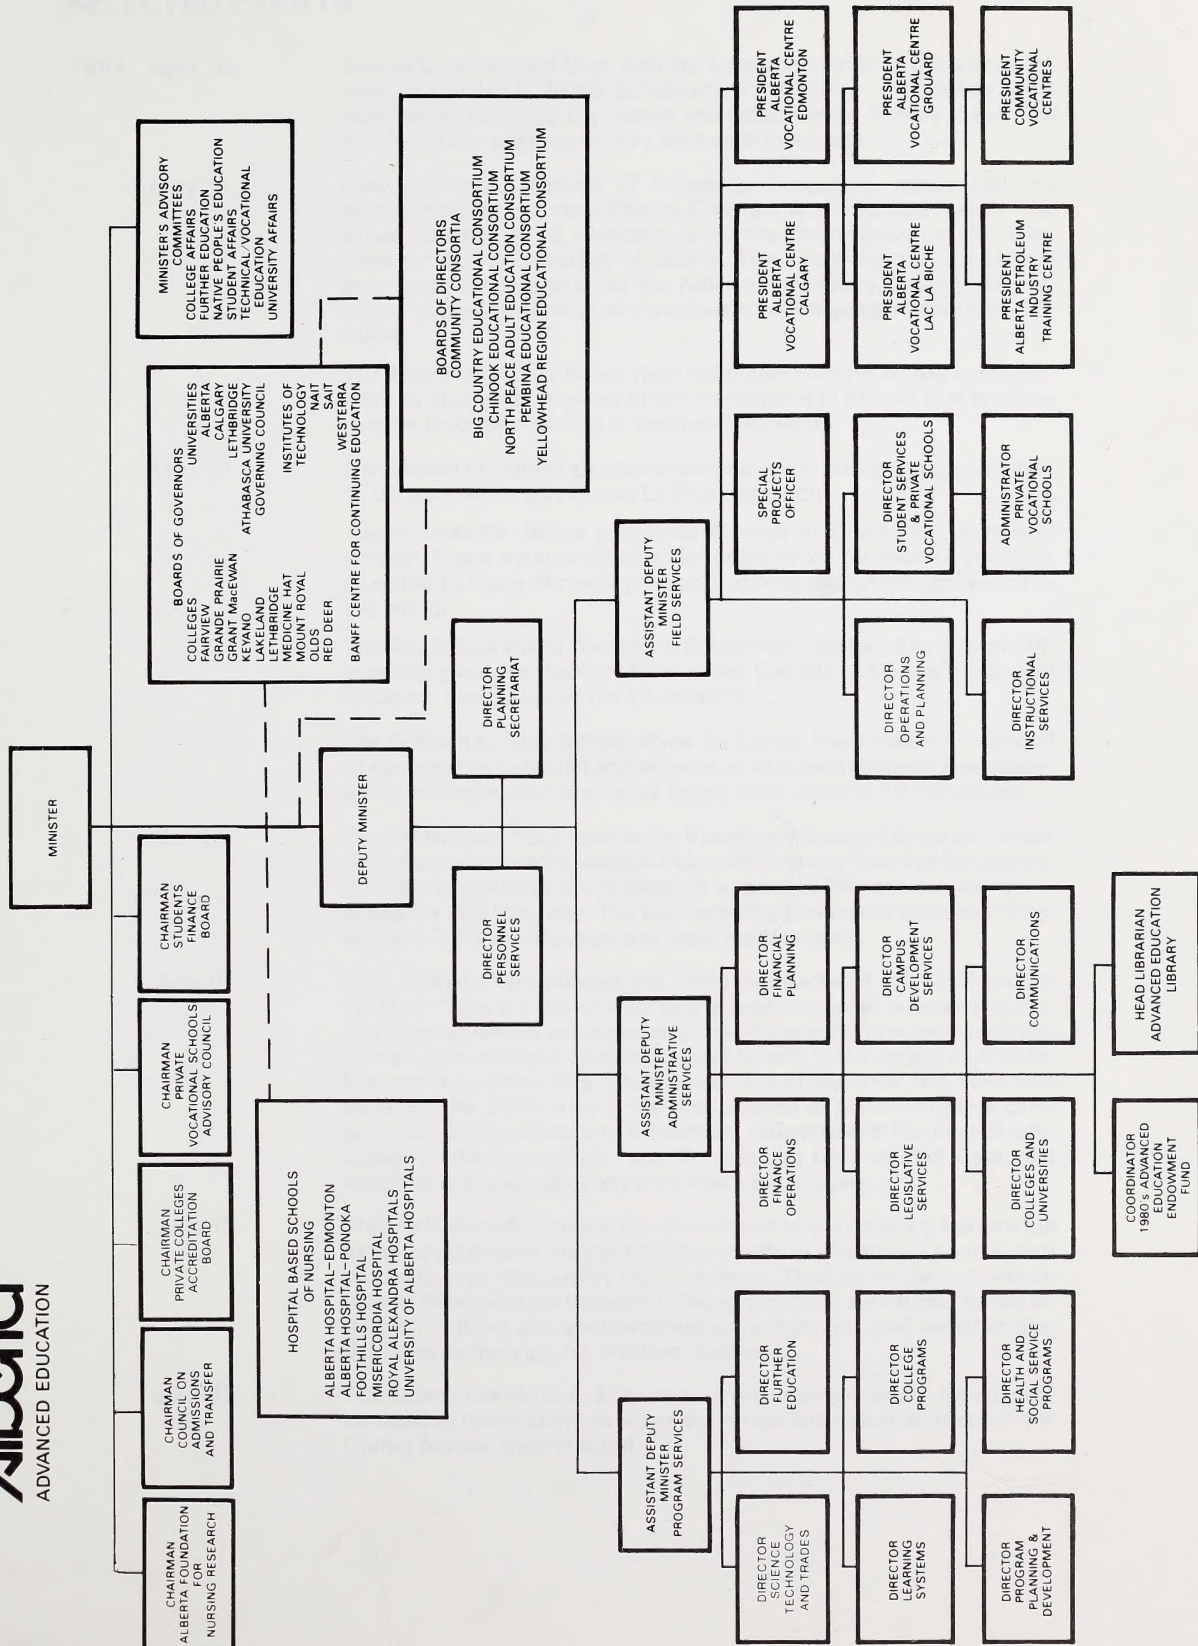 Alberta
ADVANCED EDUCATION
MINISTER
CHAIRMAN
ALBERTA FOUNDATION
FOR
NURSING RESEARCH
CHAIRMAN
COUNCIL ON
ADMISSIONS
AND TRANSFER
CHAIRMAN
PRIVATE COLLEGES
ACCREDITATION
BOARD
CHAIRMAN
PRIVATE
VOCATIONAL SCHOOLS
ADVISORY COUNCIL
CHAIRMAN
STUDENTS
FINANCE
BOARD
MINISTER'S ADVISORY
COMMITTEES
COLLEGE AFFAIRS
FURTHER EDUCATION
NATIVE PEOPLE'S EDUCATION
STUDENT AFFAIRS
TECHNICAL/VOCATIONAL
EDUCATION
UNIVERSITY AFFAIRS
HOSPITAL BASED SCHOOLS
OF NURSING
ALBERTA HOSPITAL-EDMONTON
ALBERTA HOSPITAL-PONOKA
FOOTHILLS HOSPITAL
MISERICORDIA HOSPITAL
ROYAL ALEXANDRA HOSPITALS
UNIVERSITY OF ALBERTA HOSPITALS
BOARDS OF GOVERNORS
COLLEGES
FAIRVIEW
GRANDE PRAIRIE
GRANT MacEWAN
KEYANO
LAKELAND
LETHBRIDGE
MEDICINE HAT
MOUNT ROYAL
OLDS
RED DEER
UNIVERSITIES
ALBERTA
CALGARY
LETHBRIDGE
ATHABASCA UNIVERSITY
GOVERNING COUNCIL
INSTITUTES OF
TECHNOLOGY
NAIT
SAIT
WESTERRA
BANFF CENTRE FOR CONTINUING EDUCATION
BOARDS OF DIRECTORS
COMMUNITY CONSORTIA
BIG COUNTRY EDUCATIONAL CONSORTIUM
CHINOOK EDUCATIONAL CONSORTIUM
NORTH PEACE ADULT EDUCATION CONSORTIUM
PEMBINA EDUCATIONAL CONSORTIUM
YELLOWHEAD REGION EDUCATIONAL CONSORTIUM
DEPUTY MINISTER
DIRECTOR
PERSONNEL
SERVICES
DIRECTOR
PLANNING
SECRETARIAT
ASSISTANT DEPUTY
MINISTER
PROGRAM SERVICES
DIRECTOR
SCIENCE
TECHNOLOGY
AND TRADES
DIRECTOR
FURTHER
EDUCATION
DIRECTOR
LEARNING
SYSTEMS
DIRECTOR
COLLEGE
PROGRAMS
DIRECTOR
PROGRAM
PLANNING &
DEVELOPMENT
DIRECTOR
HEALTH AND
SOCIAL SERVICE
PROGRAMS
ASSISTANT DEPUTY
MINISTER
ADMINISTRATIVE
SERVICES
DIRECTOR
FINANCE
OPERATIONS
DIRECTOR
FINANCIAL
PLANNING
DIRECTOR
LEGISLATIVE
SERVICES
DIRECTOR
CAMPUS
DEVELOPMENT
SERVICES
DIRECTOR
COLLEGES AND
UNIVERSITIES
DIRECTOR
COMMUNICATIONS
COORDINATOR
1980's ADVANCED
EDUCATION
ENDOWMENT
FUND
HEAD LIBRARIAN
ADVANCED EDUCATION
LIBRARY
ASSISTANT DEPUTY
MINISTER
FIELD SERVICES
DIRECTOR
OPERATIONS
AND PLANNING
SPECIAL
PROJECTS
OFFICER
DIRECTOR
INSTRUCTIONAL
SERVICES
DIRECTOR
STUDENT SERVICES
& PRIVATE
VOCATIONAL SCHOOLS
ADMINISTRATOR
PRIVATE
VOCATIONAL
SCHOOLS
PRESIDENT
ALBERTA
VOCATIONAL CENTRE
CALGARY
PRESIDENT
ALBERTA
VOCATIONAL CENTRE
EDMONTON
PRESIDENT
ALBERTA
VOCATIONAL CENTRE
LAC LA BICHE
PRESIDENT
ALBERTA
VOCATIONAL CENTRE
GROUARD
PRESIDENT
ALBERTA PETROLEUM
INDUSTRY
TRAINING CENTRE
PRESIDENT
COMMUNITY
VOCATIONAL
CENTRES